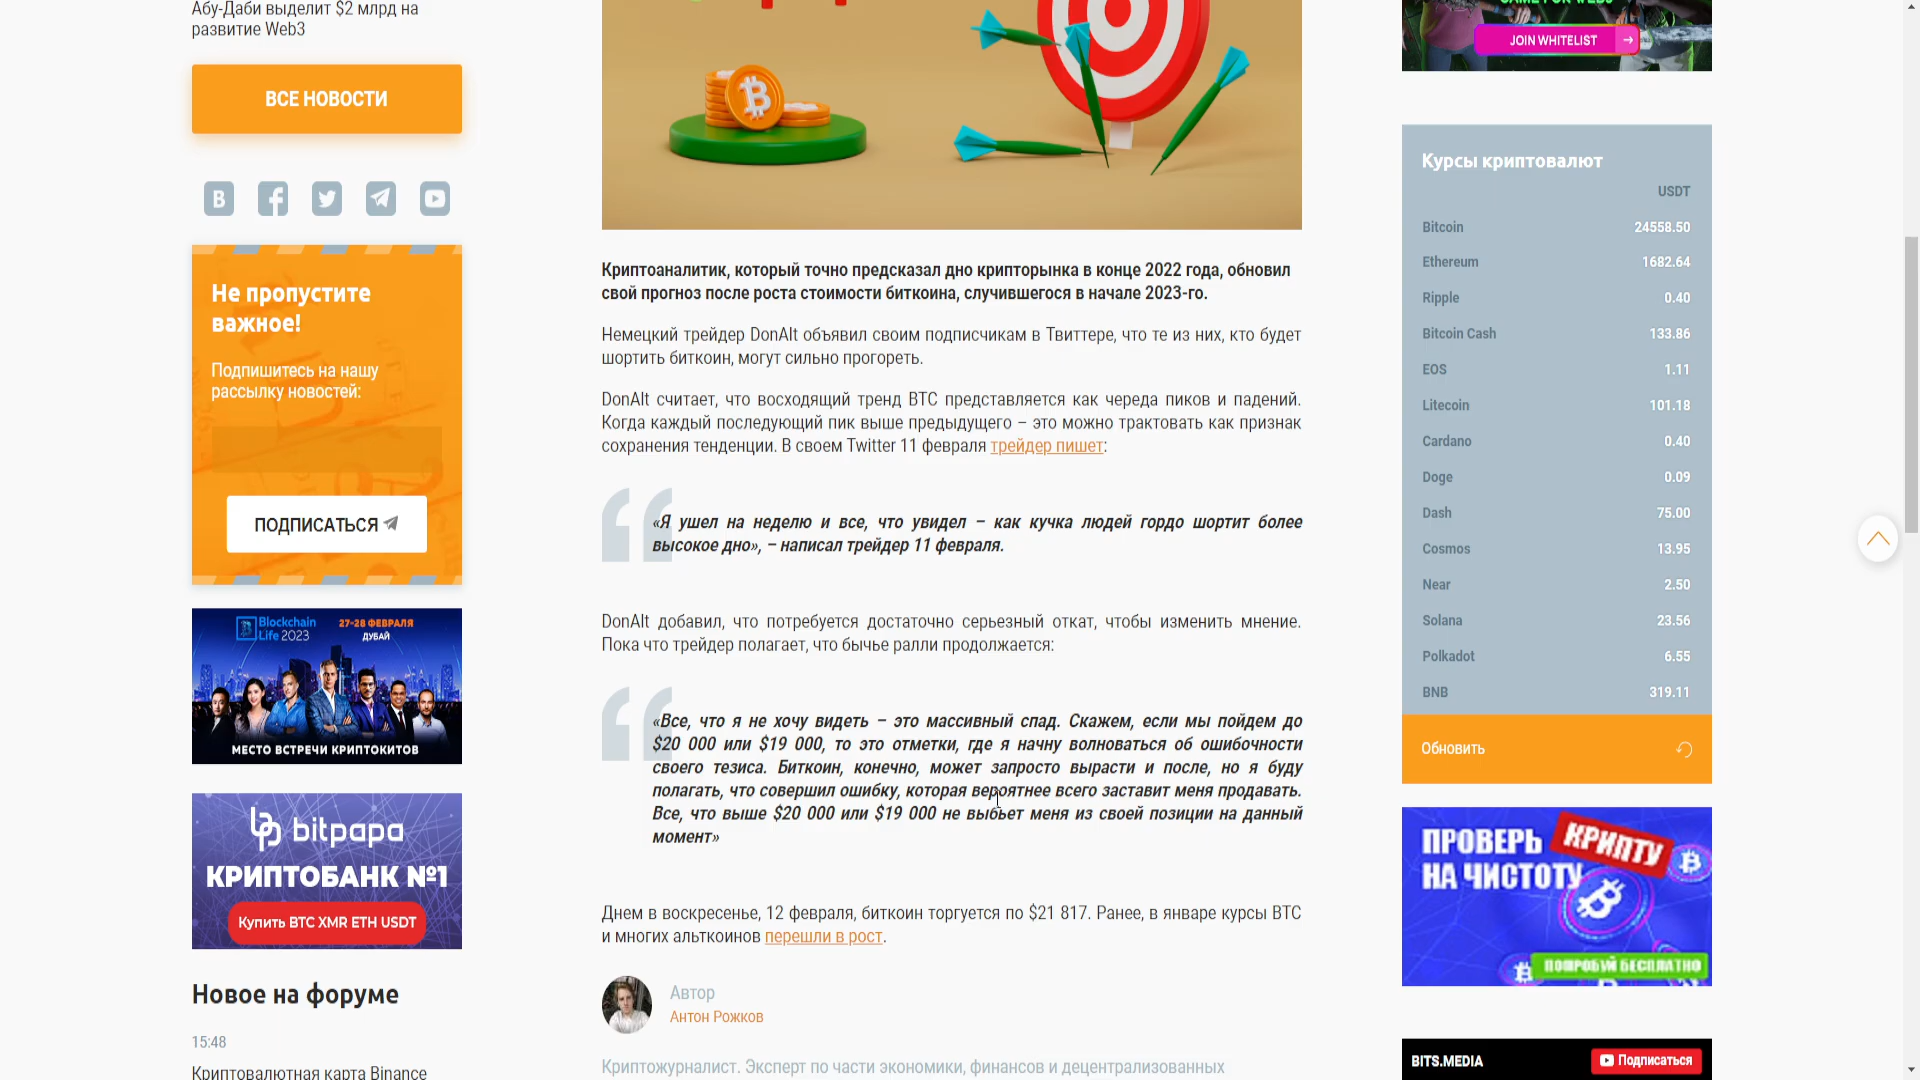 Абу-Даби выделит $2 млрд на
развитие Web3
ВСЕ НОВОСТИ
Не пропустите
важное!
Подпишитесь на нашу
рассылку новостей:
ПОДПИСАТЬСЯ
Blockchain
Life 2023
27-28 ФЕВРАЛЯ
ДУБАЙ
МЕСТО ВСТРЕЧИ КРИПТОКИТОВ
bitpapa
КРИПТОБАНК №1
Купить BTC XMR ETH USDT
Новое на форуме
15:48
Криптовалютная карта Binance
Криптоаналитик, который точно предсказал дно крипторынка в конце 2022 года, обновил
свой прогноз после роста стоимости биткоина, случившегося в начале 2023-го.
Немецкий трейдер DonAlt объявил своим подписчикам в Твиттере, что те из них, кто будет
шортить биткоин, могут сильно прогореть.
DonAlt считает, что восходящий тренд BTC представляется как череда пиков и падений.
Когда каждый последующий пик выше предыдущего – это можно трактовать как признак
сохранения тенденции. В своем Twitter 11 февраля трейдер пишет:
«Я ушел на неделю и все, что увидел – как кучка людей гордо шортит более
высокое дно», – написал трейдер 11 февраля.
DonAlt добавил, что потребуется достаточно серьезный откат, чтобы изменить мнение.
Пока что трейдер полагает, что бычье ралли продолжается:
«Все, что я не хочу видеть – это массивный спад. Скажем, если мы пойдем до
$20 000 или $19 000, то это отметки, где я начну волноваться об ошибочности
своего тезиса. Биткоин, конечно, может запросто вырасти и после, но я буду
полагать, что совершил ошибку, которая вероятнее всего заставит меня продавать.
Все, что выше $20 000 или $19 000 не выбьет меня из своей позиции на данный
момент»
Днем в воскресенье, 12 февраля, биткоин торгуется по $21 817. Ранее, в январе курсы BTC
и многих альткоинов перешли в рост.
Автор
Антон Рожков
Криптожурналист. Эксперт по части экономики, финансов и децентрализованных
JOIN WHITELIST
Курсы криптовалют
USDT
Bitcoin 24558.50
Ethereum 1682.64
Ripple 0.40
Bitcoin Cash 133.86
EOS 1.11
Litecoin 101.18
Cardano 0.40
Doge 0.09
Dash 75.00
Cosmos 13.95
Near 2.50
Solana 23.56
Polkadot 6.55
BNB 319.11
Обновить
ПРОВЕРЬ КРИПТУ
НА ЧИСТОТУ
ПОПРОБУЙ БЕСПЛАТНО
BITS.MEDIA
Подписаться